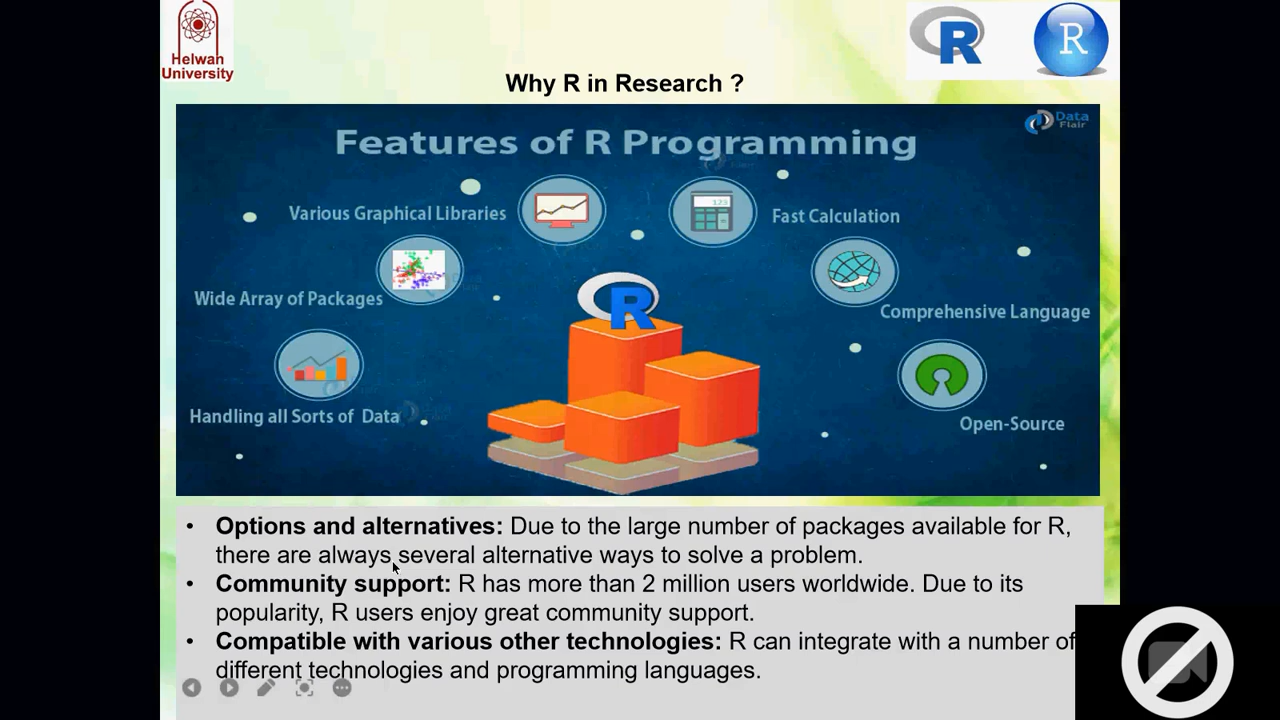 Helwan
University
R
R
Why R in Research ?
Data
Flair
Features of R Programming
Various Graphical Libraries
123
Fast Calculation
Wide Array of Packages
R
Comprehensive Language
Handling all Sorts of Data
Open-Source
• Options and alternatives: Due to the large number of packages available for R,
there are always several alternative ways to solve a problem.
• Community support: R has more than 2 million users worldwide. Due to its
popularity, R users enjoy great community support.
• Compatible with various other technologies: R can integrate with a number of
different technologies and programming languages.